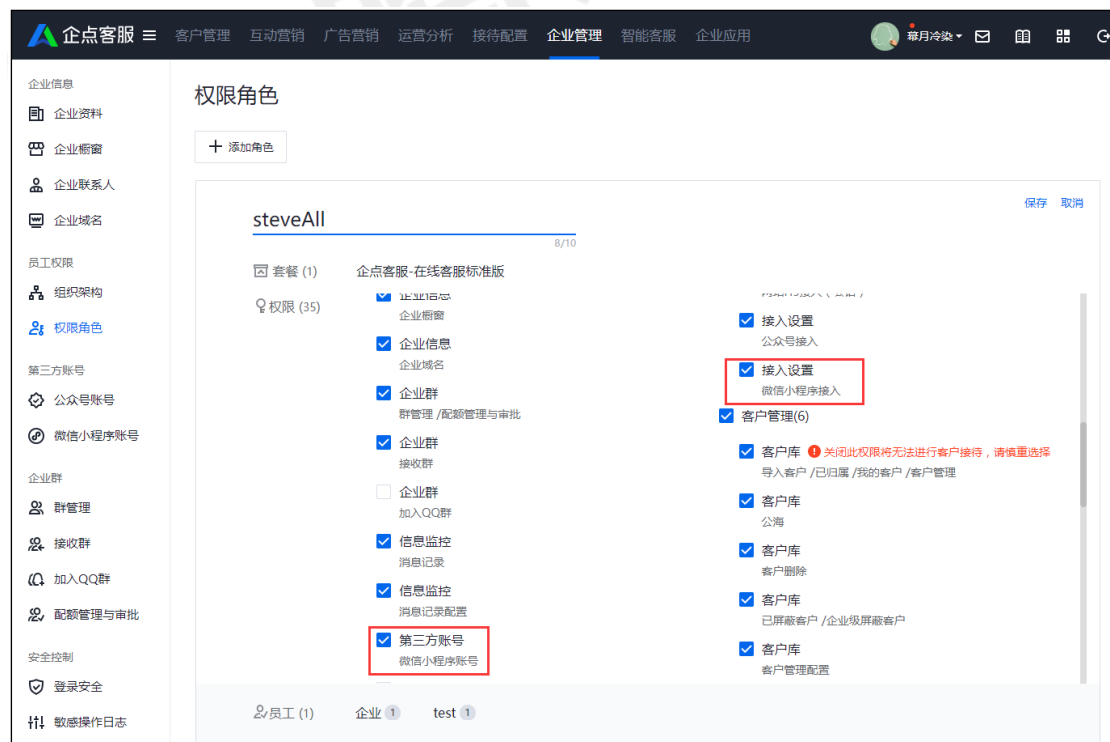 企点客服
客户管理 互动营销 广告营销 运营分析 接待配置 企业管理 智能客服 企业应用
幕月冷染
企业信息
企业资料
企业橱窗
企业联系人
企业域名
员工权限
组织架构
权限角色
第三方账号
公众号账号
微信小程序账号
企业群
群管理
接收群
加入QQ群
配额管理与审批
安全控制
登录安全
敏感操作日志
权限角色
添加角色
保存 取消
steveAll
8/10
套餐 (1) 企点客服-在线客服标准版
权限 (35)
企业信息
企业橱窗
企业信息
企业域名
企业群
群管理 /配额管理与审批
企业群
接收群
企业群
加入QQ群
信息监控
消息记录
信息监控
消息记录配置
第三方账号
微信小程序账号
接入设置
公众号接入
接入设置
微信小程序接入
客户管理(6)
客户库 关闭此权限将无法进行客户接待，请慎重选择
导入客户 /已归属 /我的客户 /客户管理
客户库
公海
客户库
客户删除
客户库
已屏蔽客户 /企业级屏蔽客户
客户库
客户管理配置
员工 (1) 企业 1 test 1